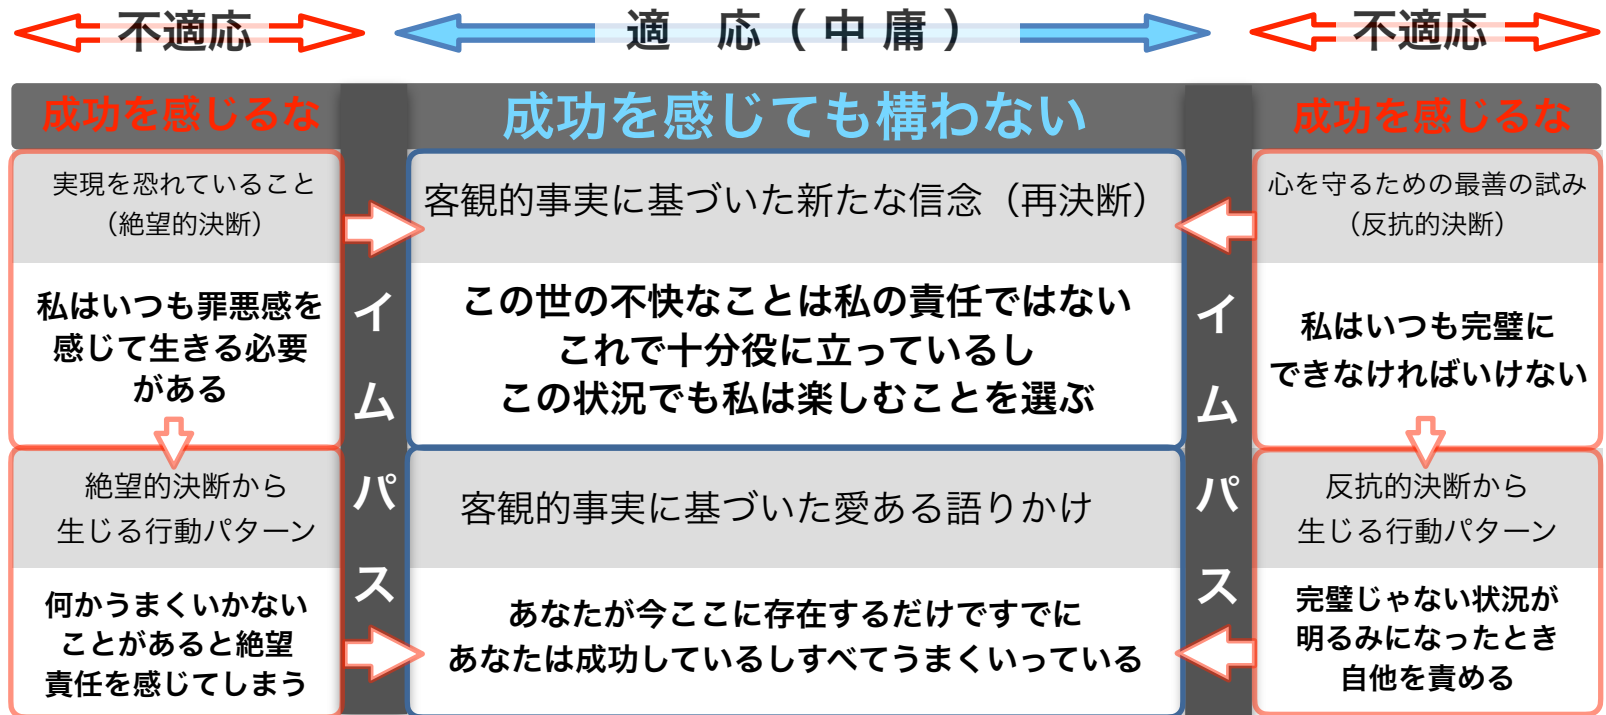 不適応
適 応（中庸）
不適応
成功を感じるな
成功を感じても構わない
成功を感じるな
実現を恐れていること
（絶望的決断）
私はいつも罪悪感を
感じて生きる必要
がある
絶望的決断から
生じる行動パターン
何かうまくいかない
ことがあると絶望
責任を感じてしまう
インパス
客観的事実に基づいた新たな信念（再決断）
この世の不快なことは私の責任ではない
これで十分役に立っているし
この状況でも私は楽しむことを選ぶ
客観的事実に基づいた愛ある語りかけ
あなたが今ここに存在するだけですでに
あなたは成功しているしすべてうまくいっている
イムパス
心を守るための最善の試み
（反抗的決断）
私はいつも完璧に
できなければいけない
反抗的決断から
生じる行動パターン
完璧じゃない状況が
明るみになったとき
自他を責める